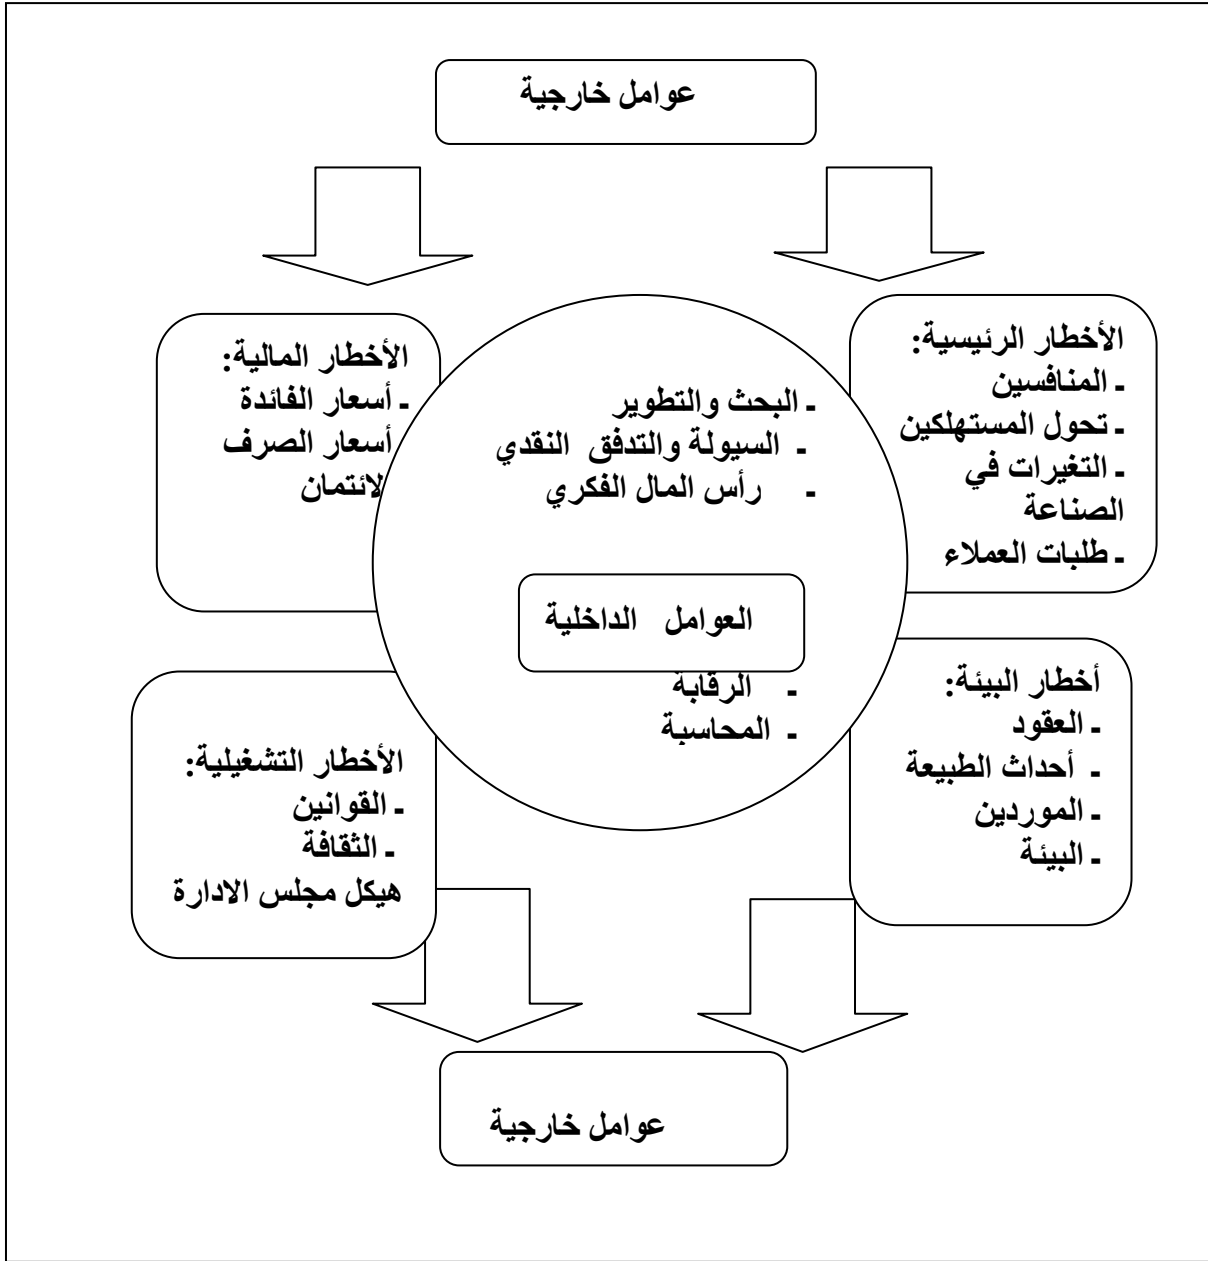 عوامل خارجية
الأخطار الرئيسية:
- المنافسين
- تحول المستهلكين
- التغيرات في
الصناعة
- طلبات العملاء
- البحث والتطوير
- السيولة والتدفق النقدي
- رأس المال الفكري
الأخطار المالية:
- أسعار الفائدة
أسعار الصرف
لائتمان
العوامل الداخلية
- الرقابة
- المحاسبة
أخطار البيئة:
- العقود
- أحداث الطبيعة
- الموردين
- البيئة
الأخطار التشغيلية:
- القوانين
- الثقافة
هيكل مجلس الادارة
عوامل خارجية